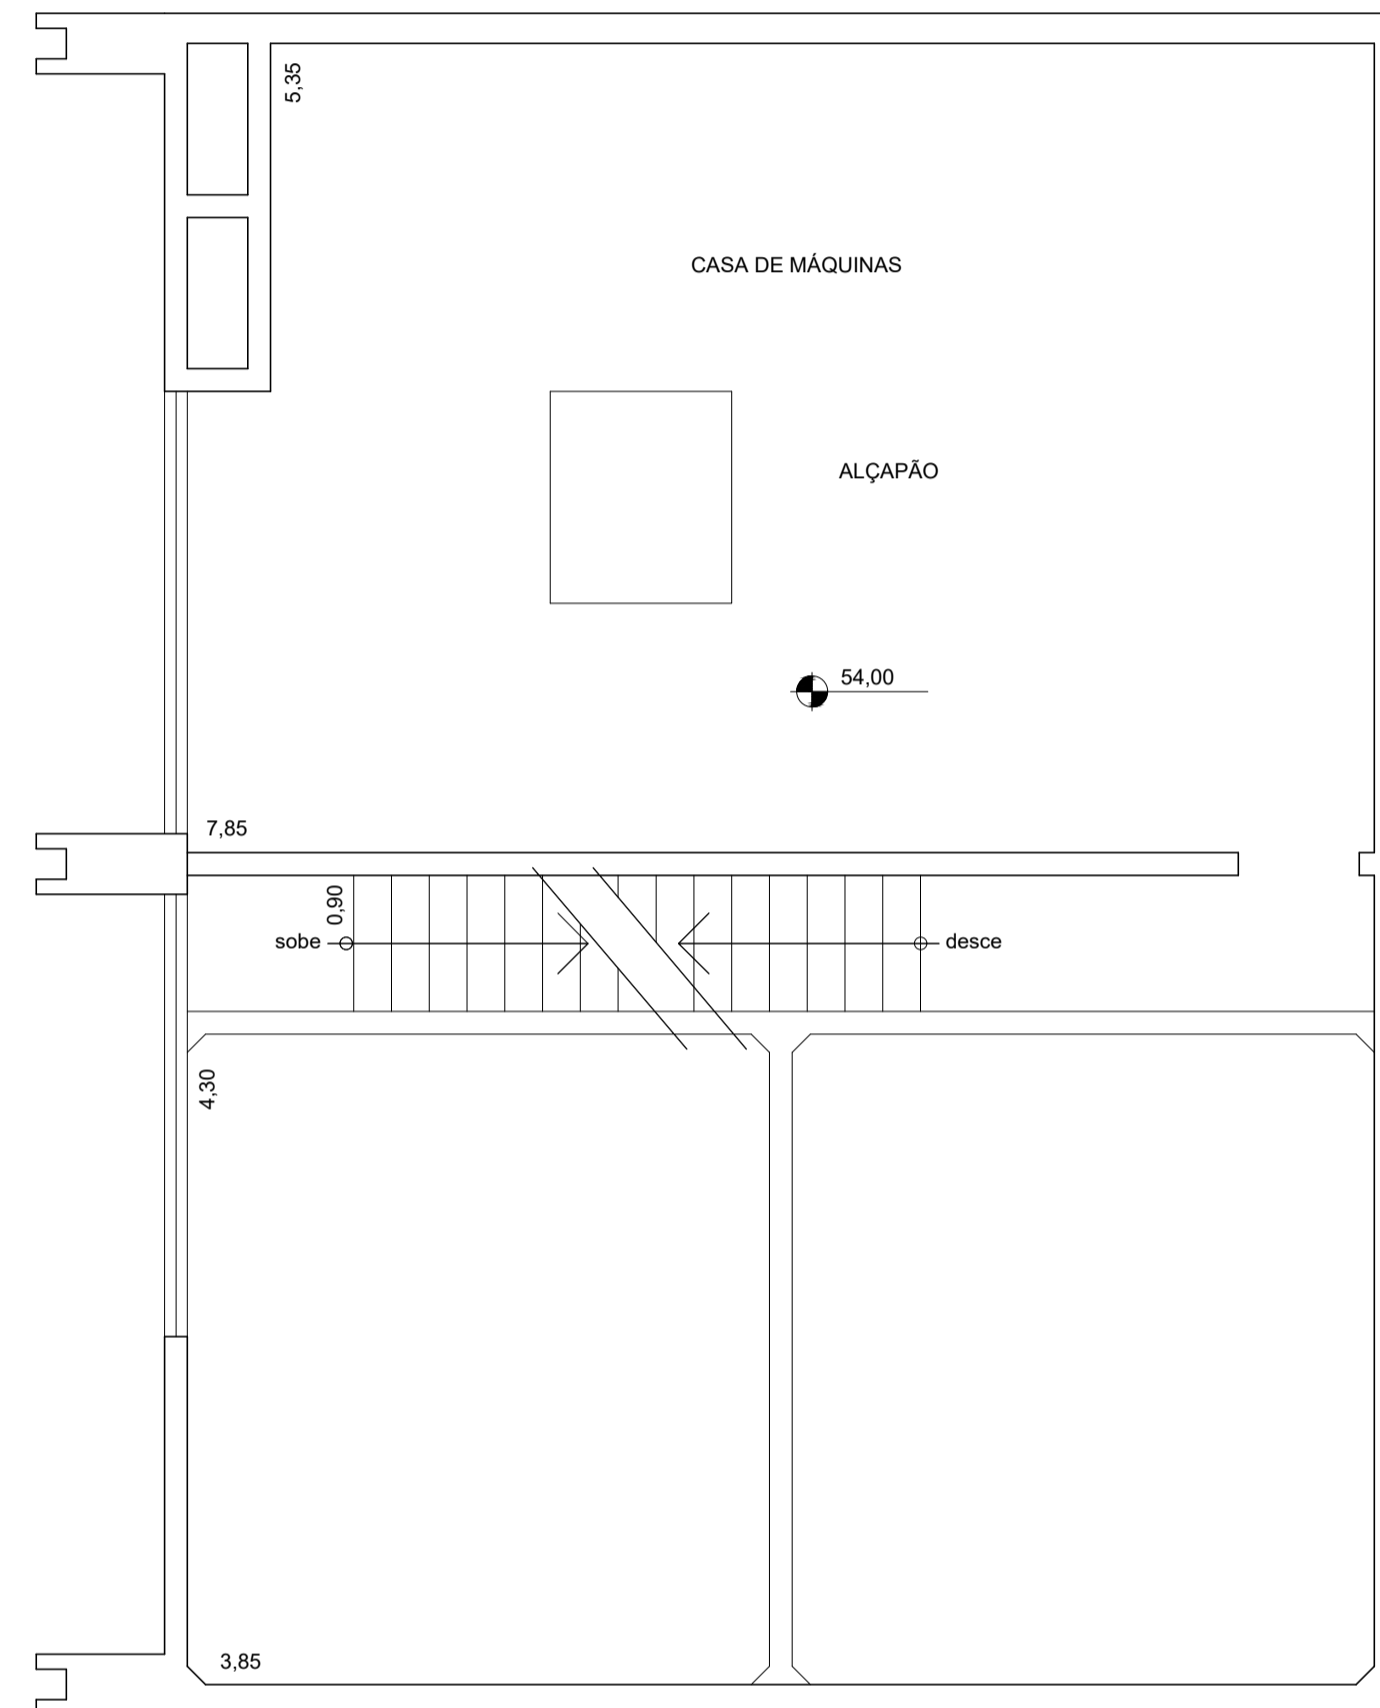 5,35
CASA DE MÁQUINAS
ALÇAPÃO
54,00
7,85
0,90
sobe
desce
4,30
3,85